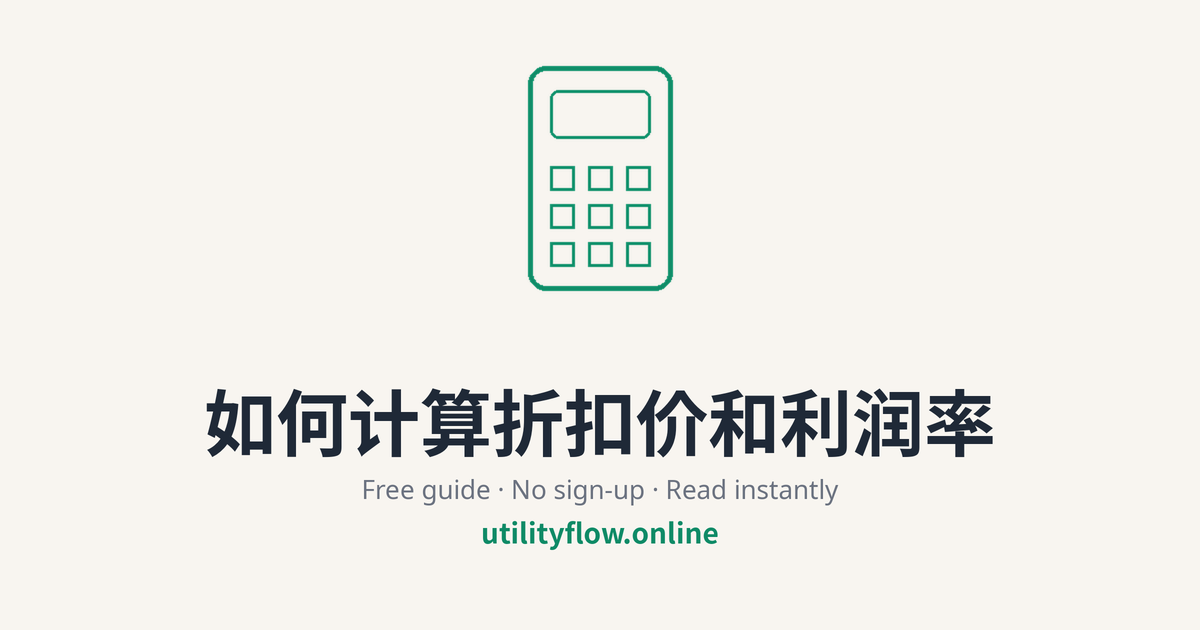 如何计算折扣价和利润率
Free guide · No sign-up · Read instantly
utilityflow.online